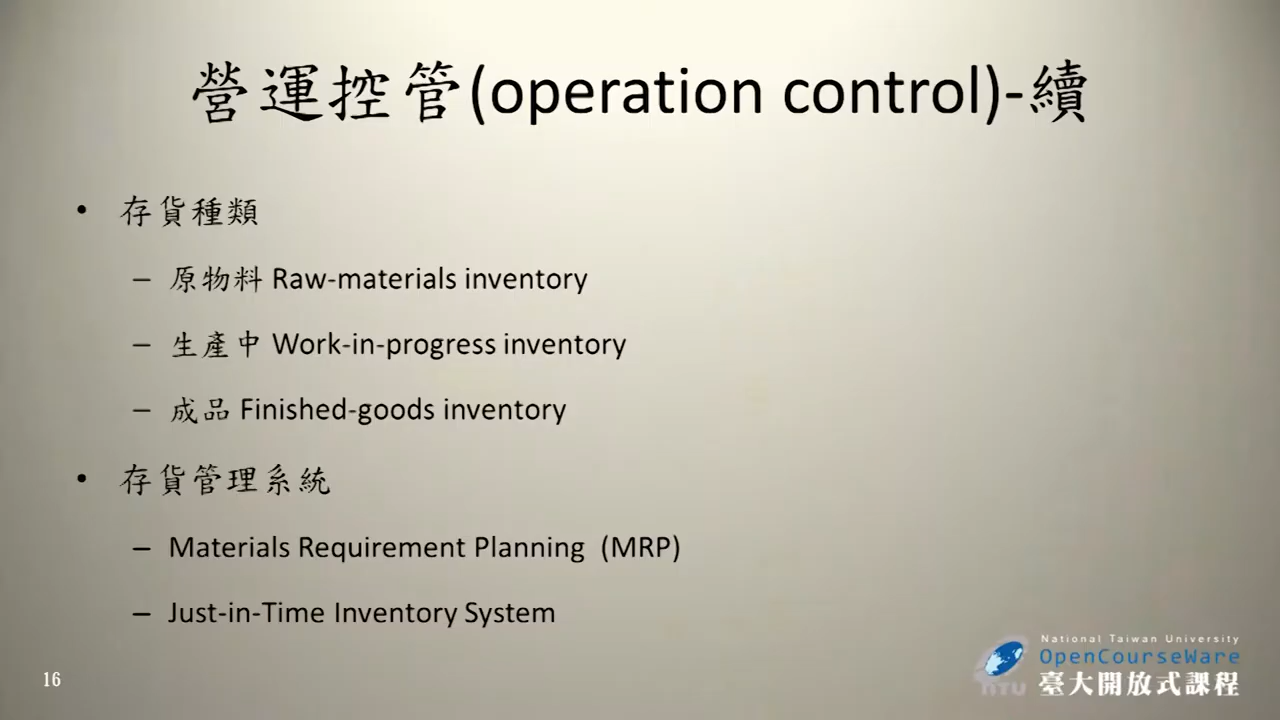 營運控管(operation control)-續
• 存貨種類
– 原物料 Raw-materials inventory
– 生產中 Work-in-progress inventory
– 成品 Finished-goods inventory
• 存貨管理系統
– Materials Requirement Planning (MRP)
– Just-in-Time Inventory System
16
National Taiwan University
OpenCourseWare
NTU 臺大開放式課程